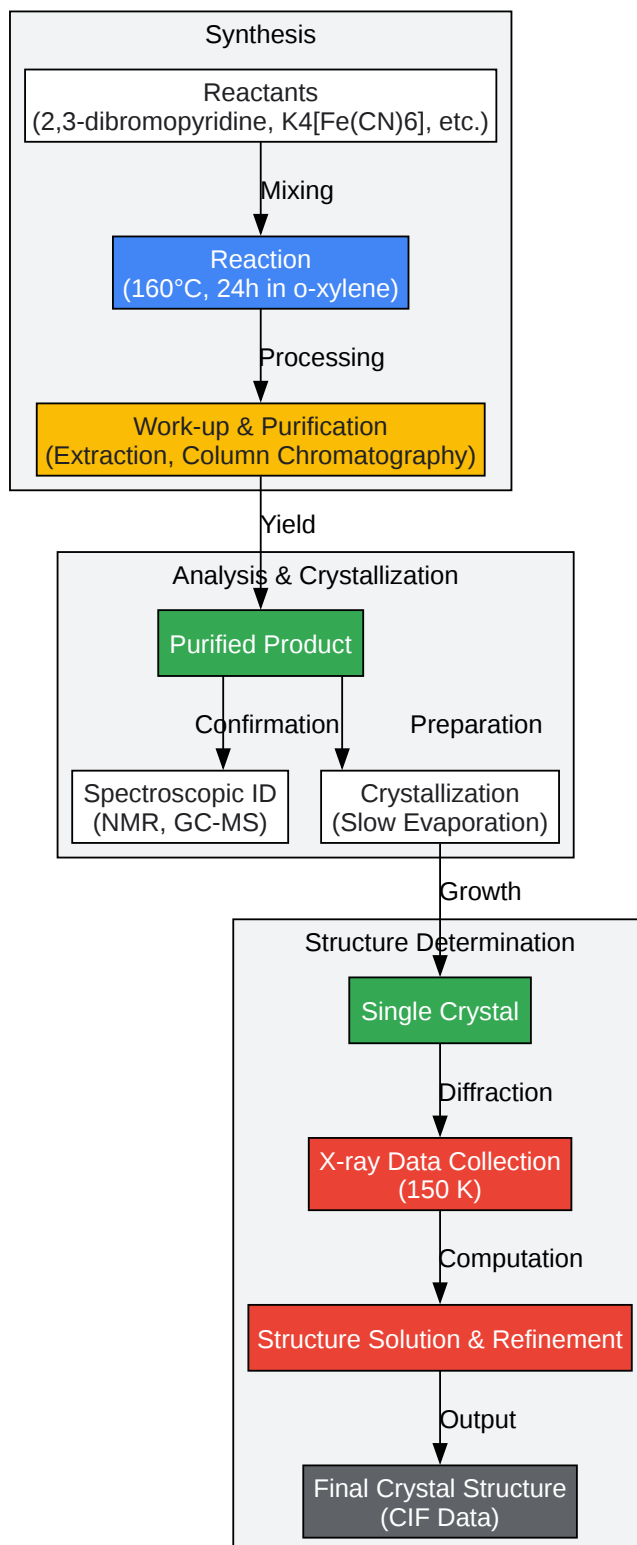 Synthesis
Reactants
(2,3-dibromopyridine, K4[Fe(CN)6], etc.)
Mixing
Reaction
(160°C, 24h in o-xylene)
Processing
Work-up & Purification
(Extraction, Column Chromatography)
Yield
Analysis & Crystallization
Purified Product
Confirmation
Preparation
Spectroscopic ID
(NMR, GC-MS)
Crystallization
(Slow Evaporation)
Growth
Structure Determination
Single Crystal
Diffraction
X-ray Data Collection
(150 K)
Computation
Structure Solution & Refinement
Output
Final Crystal Structure
(CIF Data)